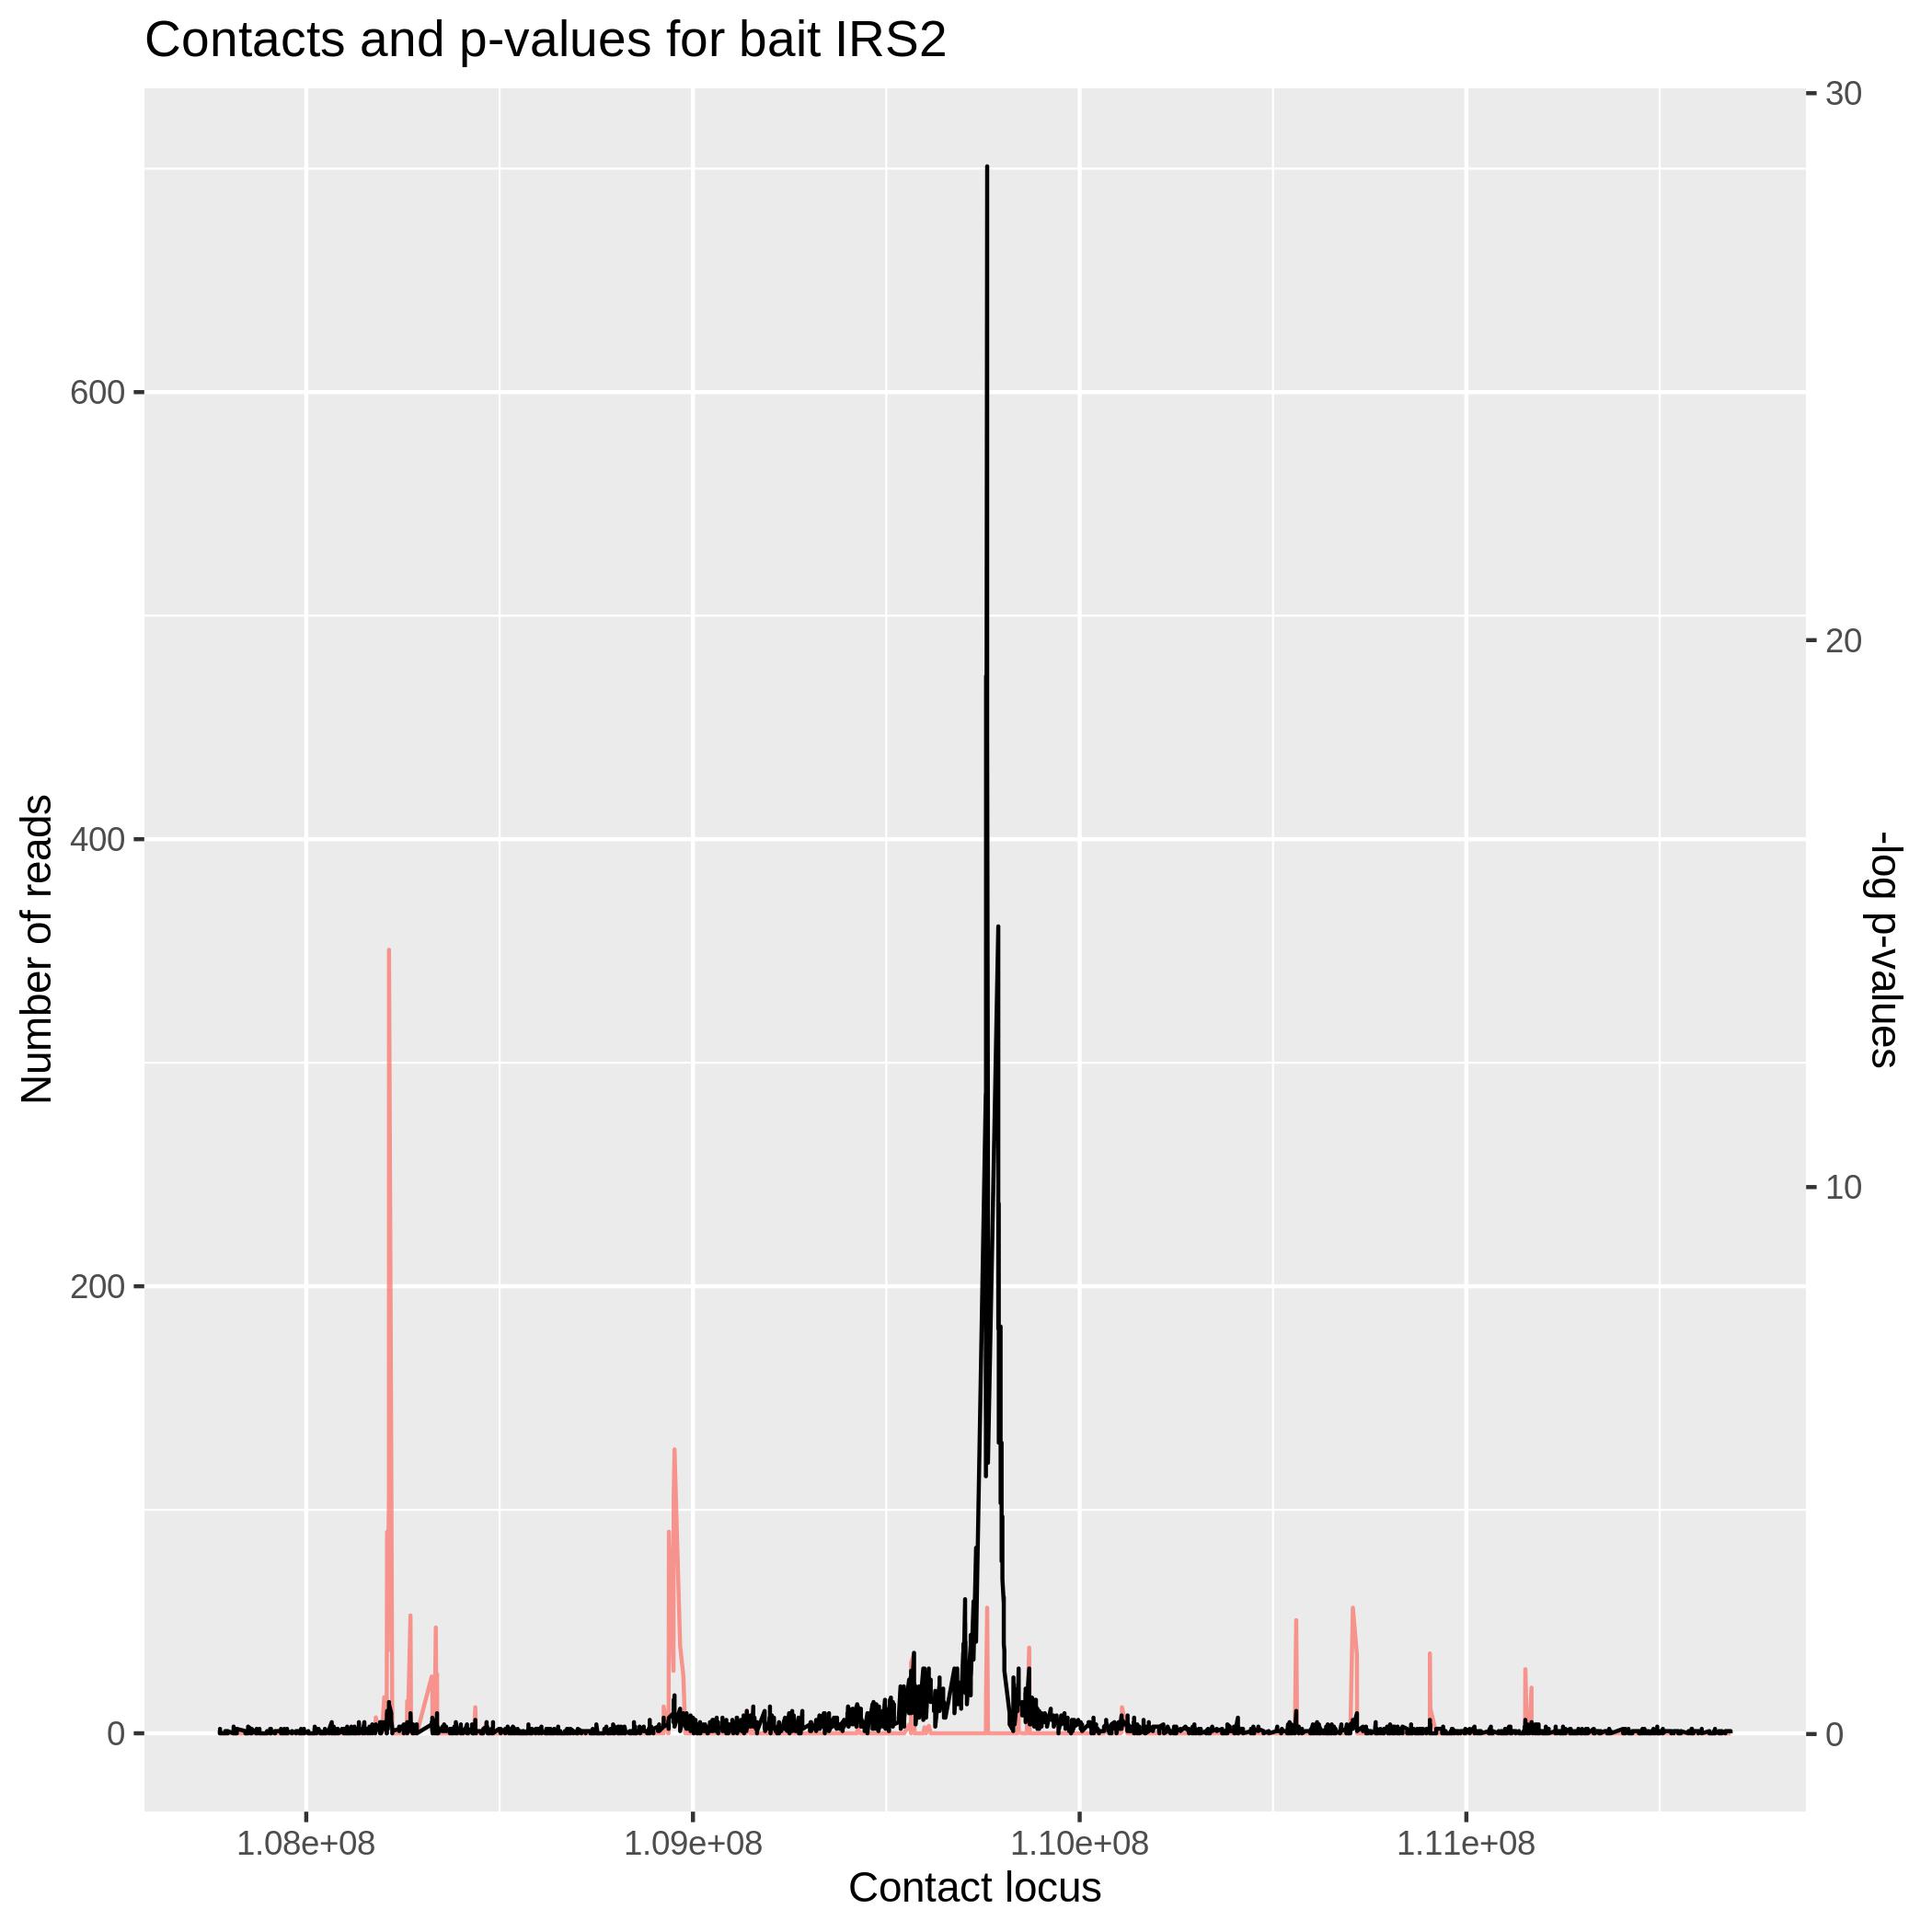 Contacts and p-values for bait IRS2
30
600
20
400
Number of reads
-log p-values
10
200
0
0
1.08e+08
1.09e+08
1.10e+08
1.11e+08
Contact locus